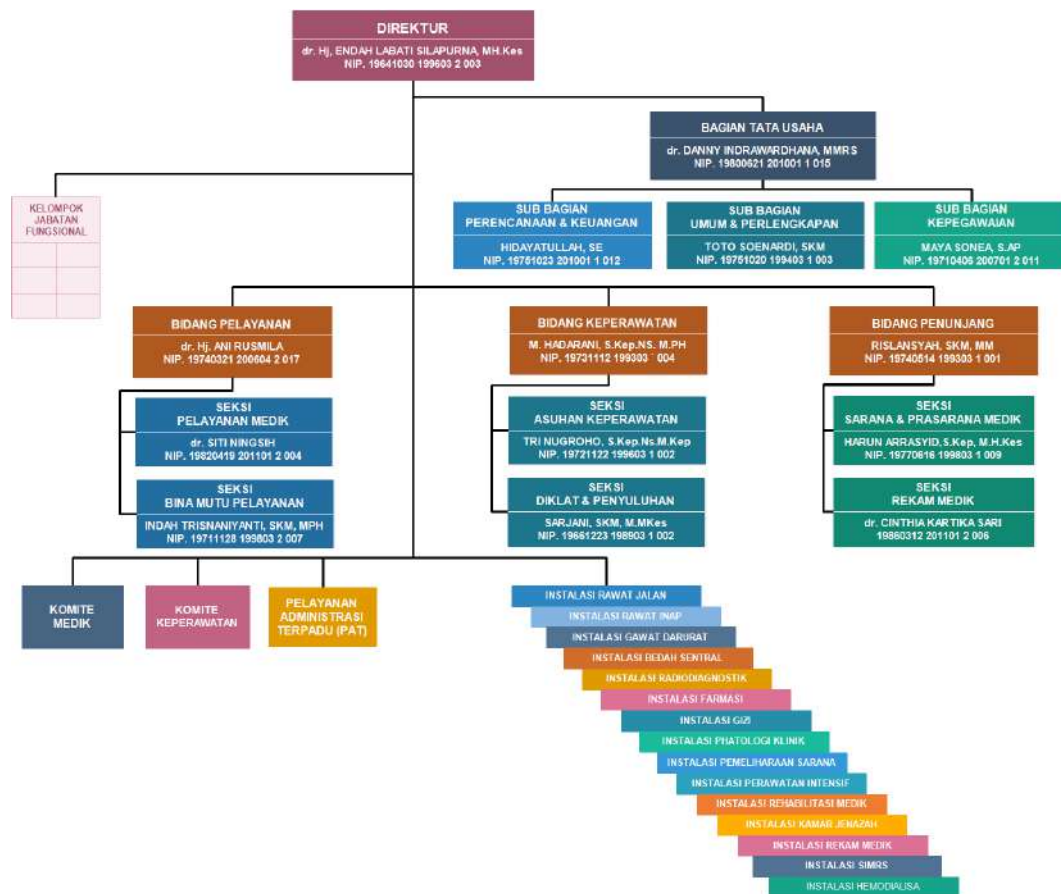 DIREKTUR
dr. Hj, ENDAH LABATI SILAPURNA, MH.Kes
NIP. 19641030 199603 2 003
BAGIAN TATA USAHA
dr. DANNY INDRAWARDHANA, MMRS
NIP. 19800621 201001 1 015
KELOMPOK
JABATAN
FUNGSIONAL
SUB BAGIAN
PERENCANAAN & KEUANGAN
HIDAYATULLAH, SE
NIP. 19751023 201001 1 012
SUB BAGIAN
UMUM & PERLENGKAPAN
TOTO SOENARDI, SKM
NIP. 19751020 199403 1 003
SUB BAGIAN
KEPEGAWAIAN
MAYA SONEA, S.AP
NIP. 19710406 200701 2 011
BIDANG PELAYANAN
dr. Hj. ANI RUSMILA
NIP. 19740321 200604 2 017
BIDANG KEPERAWATAN
M. HADARANI, S.Kep.NS. M.PH
NIP. 19731112 199303 004
BIDANG PENUNJANG
RISLANSYAH, SKM, MM
NIP. 19740514 199303 1 001
SEKSI
PELAYANAN MEDIK
dr. SITI NINGSIH
NIP. 19820419 201101 2 004
SEKSI
ASUHAN KEPERAWATAN
TRI NUGROHO, S.Kep.Ns.M.Kep
NIP. 19721122 199603 1 002
SEKSI
SARANA & PRASARANA MEDIK
HARUN ARRASYID, S.Kep, M.H.Kes
NIP. 19770616 199803 1 009
SEKSI
BINA MUTU PELAYANAN
INDAH TRISNANIYANTI, SKM, MPH
NIP. 19711128 199803 2 007
SEKSI
DIKLAT & PENYULUHAN
SARJANI, SKM, M.MKes
NIP. 19661223 198903 1 002
SEKSI
REKAM MEDIK
dr. CINTHIA KARTIKA SARI
19860312 201101 2 006
KOMITE
MEDIK
KOMITE
KEPERAWATAN
PELAYANAN
ADMINISTRASI
TERPADU (PAT)
INSTALASI RAWAT JALAN
INSTALASI RAWAT INAP
INSTALASI GAWAT DARURAT
INSTALASI BEDAH SENTRAL
INSTALASI RADIODIAGNOSTIK
INSTALASI FARMASI
INSTALASI GIZI
INSTALASI PHATOLOGI KLINIK
INSTALASI PEMELIHARAAN SARANA
INSTALASI PERAWATAN INTENSIF
INSTALASI REHABILITASI MEDIK
INSTALASI KAMAR JENAZAH
INSTALASI REKAM MEDIK
INSTALASI SIMRS
INSTALASI HEMODIALISA